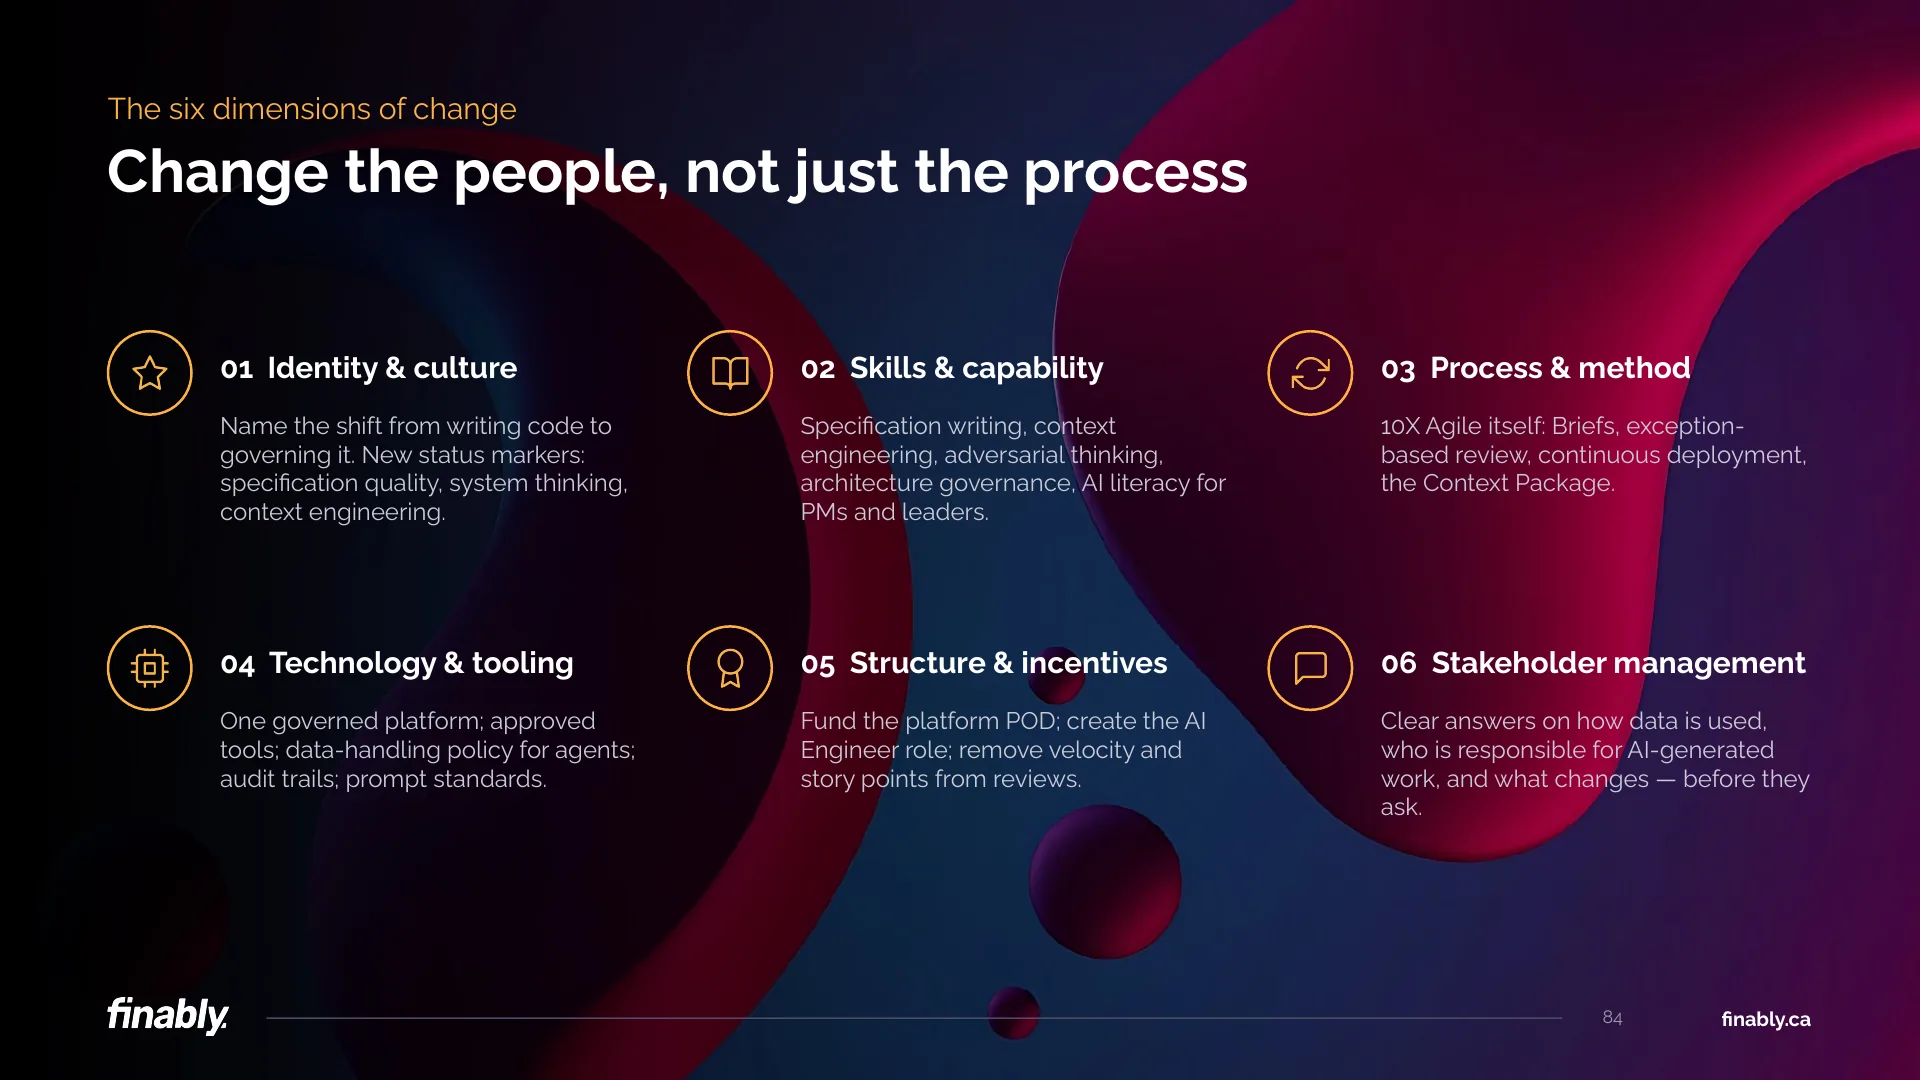 The six dimensions of change
Change the people, not just the process
01 Identity & culture
Name the shift from writing code to
governing it. New status markers:
specification quality, system thinking,
context engineering.
02 Skills & capability
Specification writing, context
engineering, adversarial thinking,
architecture governance, AI literacy for
PMs and leaders.
03 Process & method
10X Agile itself: Briefs, exception-
based review, continuous deployment,
the Context Package.
04 Technology & tooling
One governed platform; approved
tools; data-handling policy for agents;
audit trails; prompt standards.
05 Structure & incentives
Fund the platform POD; create the AI
Engineer role; remove velocity and
story points from reviews.
06 Stakeholder management
Clear answers on how data is used,
who is responsible for AI-generated
work, and what changes — before they
ask.
finably.
84
finably.ca